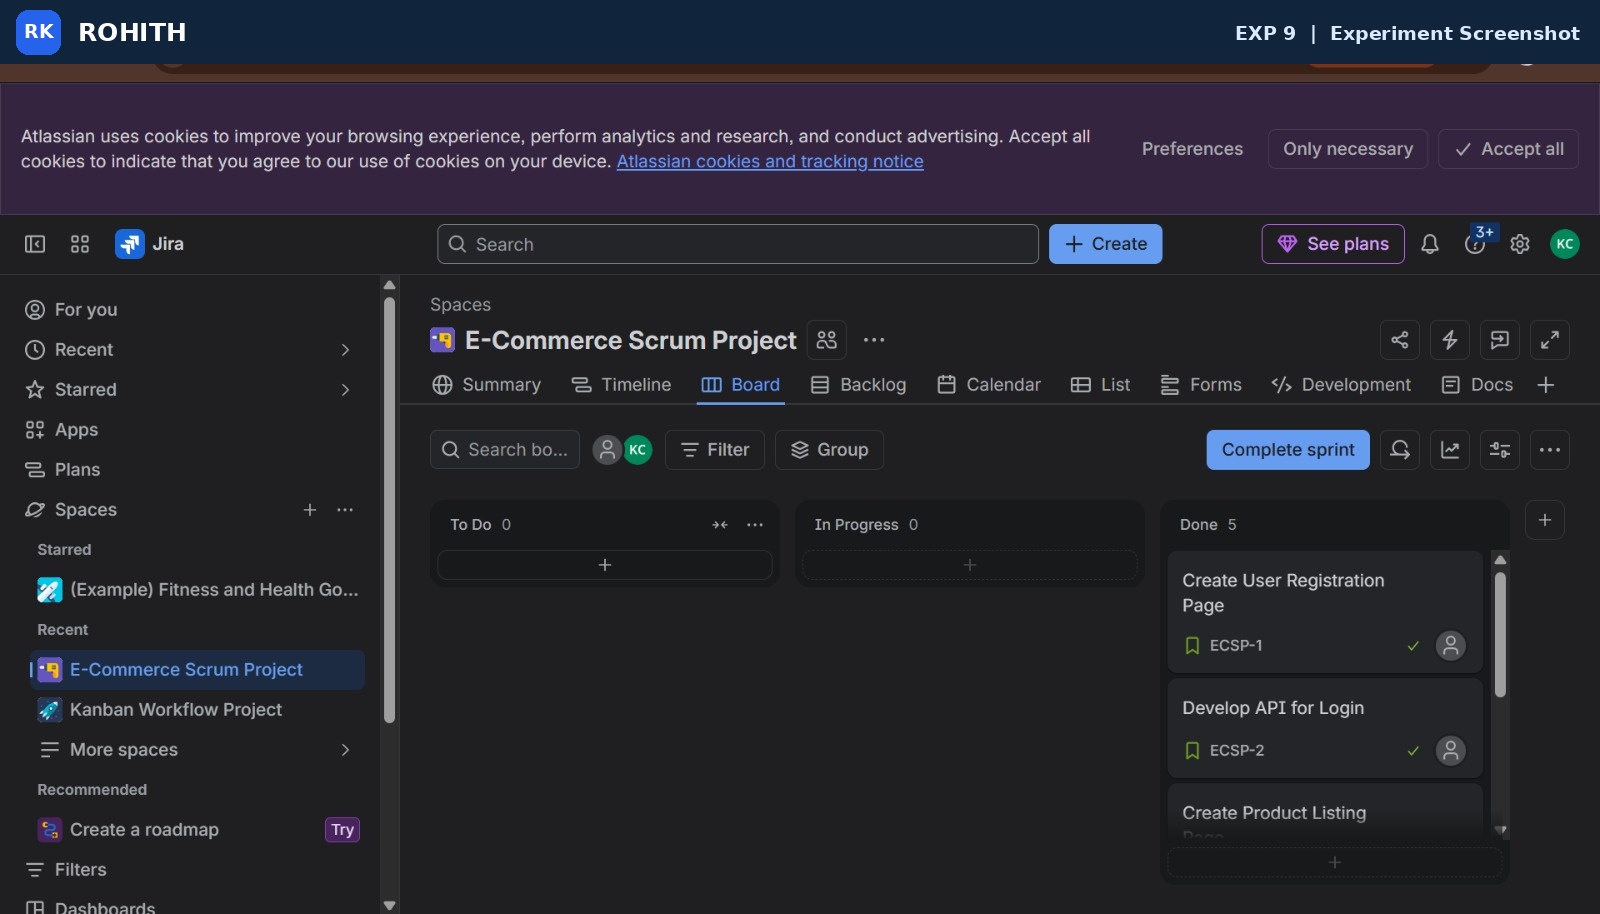 RK
ROHITH
EXP 9 | Experiment Screenshot
Atlassian uses cookies to improve your browsing experience, perform analytics and research, and conduct advertising. Accept all
cookies to indicate that you agree to our use of cookies on your device. Atlassian cookies and tracking notice
Preferences
Only necessary
Accept all
Jira
Search
Create
See plans
3+
KC
For you
Recent
Starred
Apps
Plans
Spaces
Starred
(Example) Fitness and Health Go...
Recent
E-Commerce Scrum Project
Kanban Workflow Project
More spaces
Recommended
Create a roadmap
Try
Filters
Dashboards
Spaces
E-Commerce Scrum Project
Summary
Timeline
Board
Backlog
Calendar
List
Forms
Development
Docs
Search bo...
KC
Filter
Group
Complete sprint
To Do 0
In Progress 0
Done 5
Create User Registration
Page
ECSP-1
Develop API for Login
ECSP-2
Create Product Listing
Page